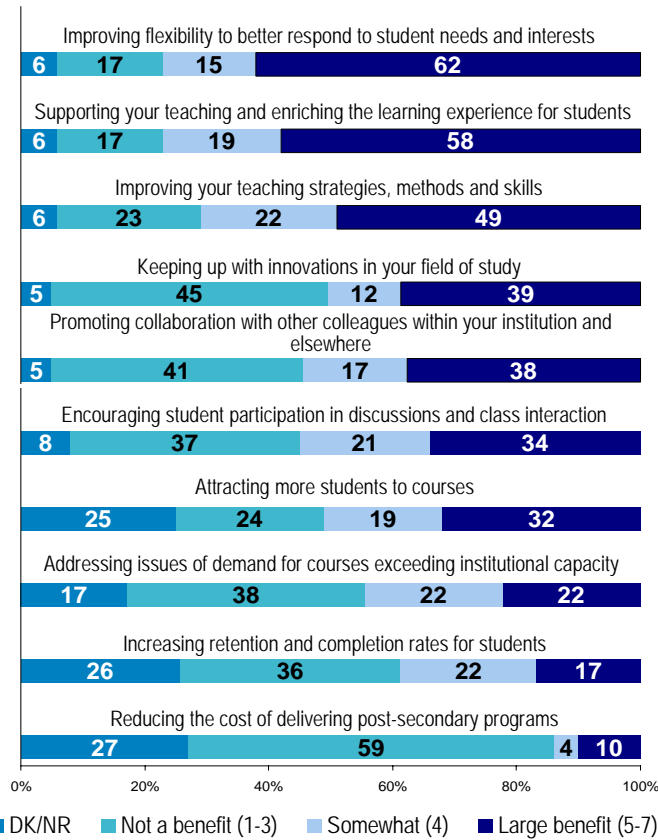 Improving flexibility to better respond to student needs and interests
6 17 15 62
Supporting your teaching and enriching the learning experience for students
6 17 19 58
Improving your teaching strategies, methods and skills
6 23 22 49
Keeping up with innovations in your field of study
5 45 12 39
Promoting collaboration with other colleagues within your institution and
elsewhere
5 41 17 38
Encouraging student participation in discussions and class interaction
8 37 21 34
Attracting more students to courses
25 24 19 32
Addressing issues of demand for courses exceeding institutional capacity
17 38 22 22
Increasing retention and completion rates for students
26 36 22 17
Reducing the cost of delivering post-secondary programs
27 59 4 10
0% 20% 40% 60% 80% 100%
DK/NR Not a benefit (1-3) Somewhat (4) Large benefit (5-7)